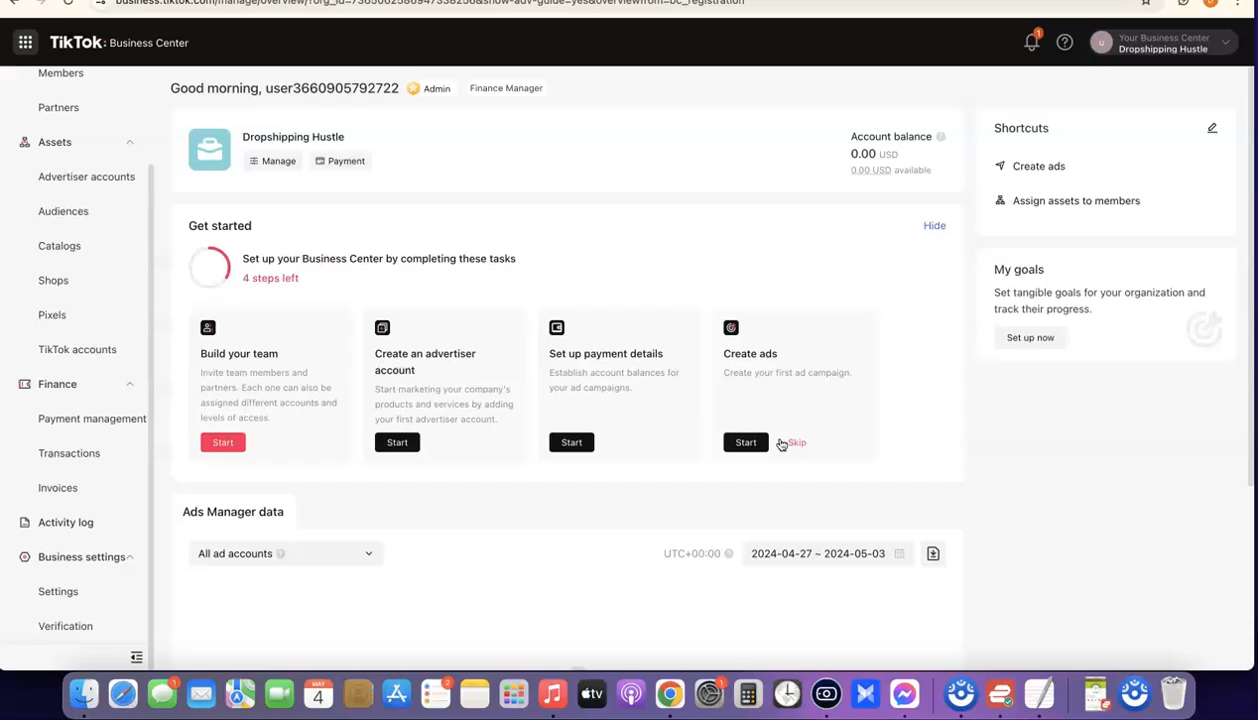 TikTok : Business Center
1
u
Your Business Center
Dropshipping Hustle
Members
Partners
Assets
Advertiser accounts
Audiences
Catalogs
Shops
Pixels
TikTok accounts
Finance
Payment management
Transactions
Invoices
Activity log
Business settings
Settings
Verification
Good morning, user3660905792722
Admin
Finance Manager
Dropshipping Hustle
Manage
Payment
Account balance
0.00 USD
0.00 USD available
Get started
Hide
Set up your Business Center by completing these tasks
4 steps left
Build your team
Invite team members and
partners. Each one can also be
assigned different accounts and
levels of access.
Start
Create an advertiser
account
Start marketing your company's
products and services by adding
your first advertiser account.
Start
Set up payment details
Establish account balances for
your ad campaigns.
Start
Create ads
Create your first ad campaign.
Start
Skip
Ads Manager data
All ad accounts
UTC+00:00
2024-04-27 ~ 2024-05-03
Shortcuts
Create ads
Assign assets to members
My goals
Set tangible goals for your organization and
track their progress.
Set up now
1
MAY
4
2
tv
1